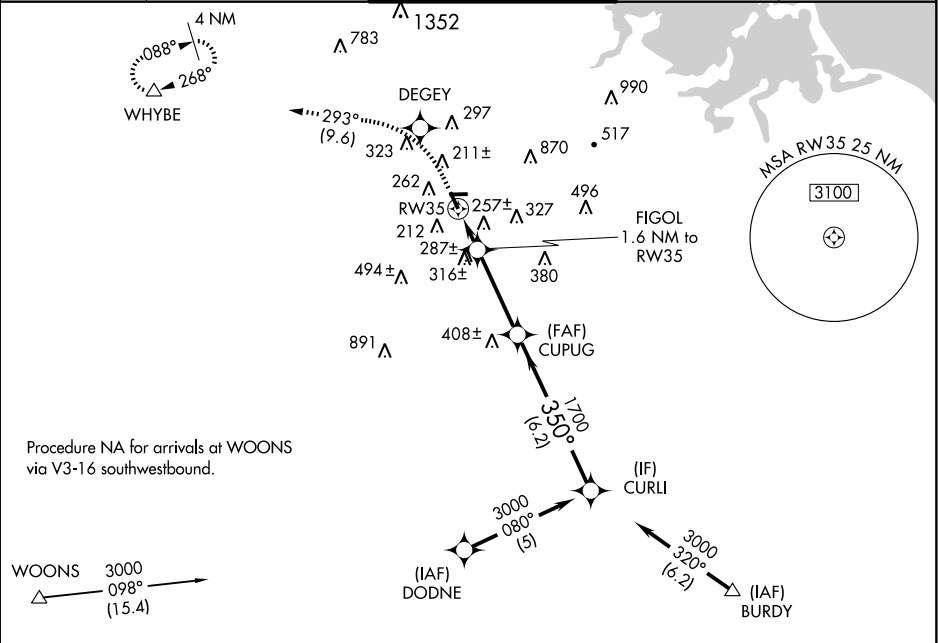 4 NM
088°
268°
WHYBE
783
1352
DEGEY
297
293°
(9.6)
323
211±
990
517
870
262
RW35
257±
327
496
212
287±
316±
494±
380
FIGOL
1.6 NM to
RW35
MSA RW35 25 NM
3100
891
408±
(FAF)
CUPUG
1700
350°
(6.2)
Procedure NA for arrivals at WOONS
via V3-16 southwestbound.
(IF)
CURLI
3000
080°
(5)
(IAF)
DODNE
3000
320°
(6.2)
(IAF)
BURDY
WOONS
3000
098°
(15.4)